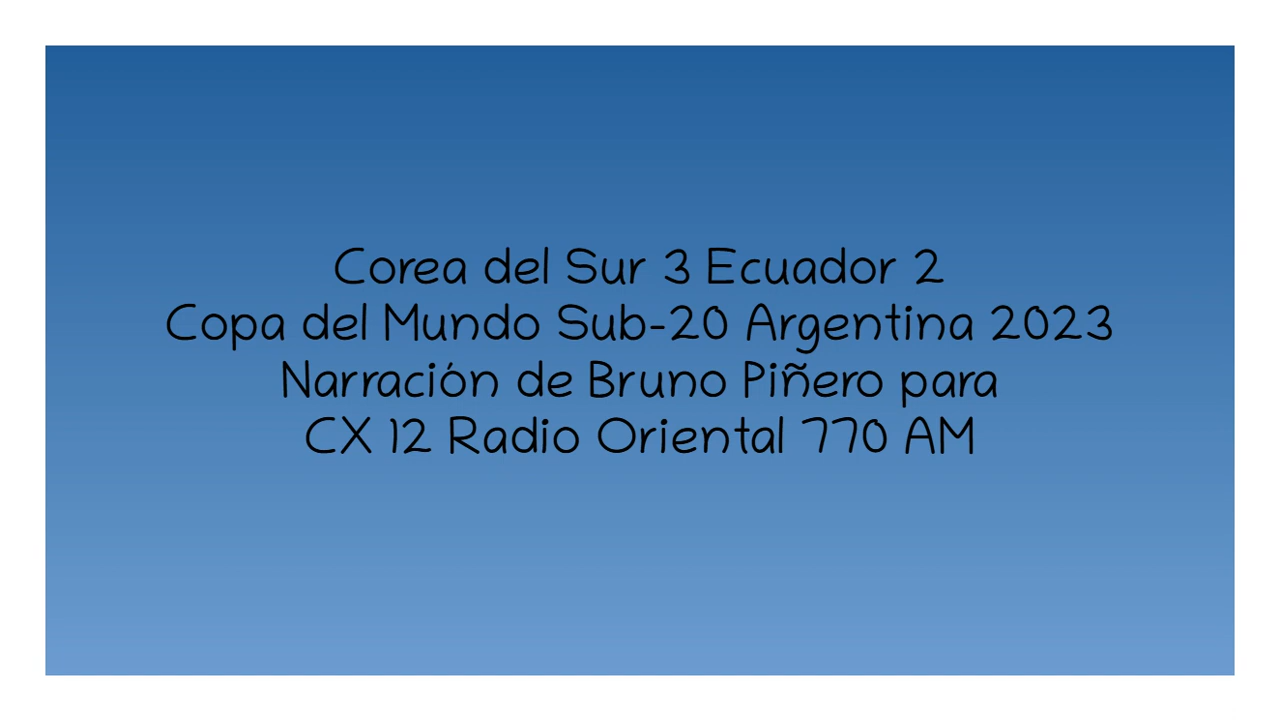 Corea del Sur 3 Ecuador 2
Copa del Mundo Sub-20 Argentina 2023
Narración de Bruno Piñero para
CX 12 Radio Oriental 770 AM